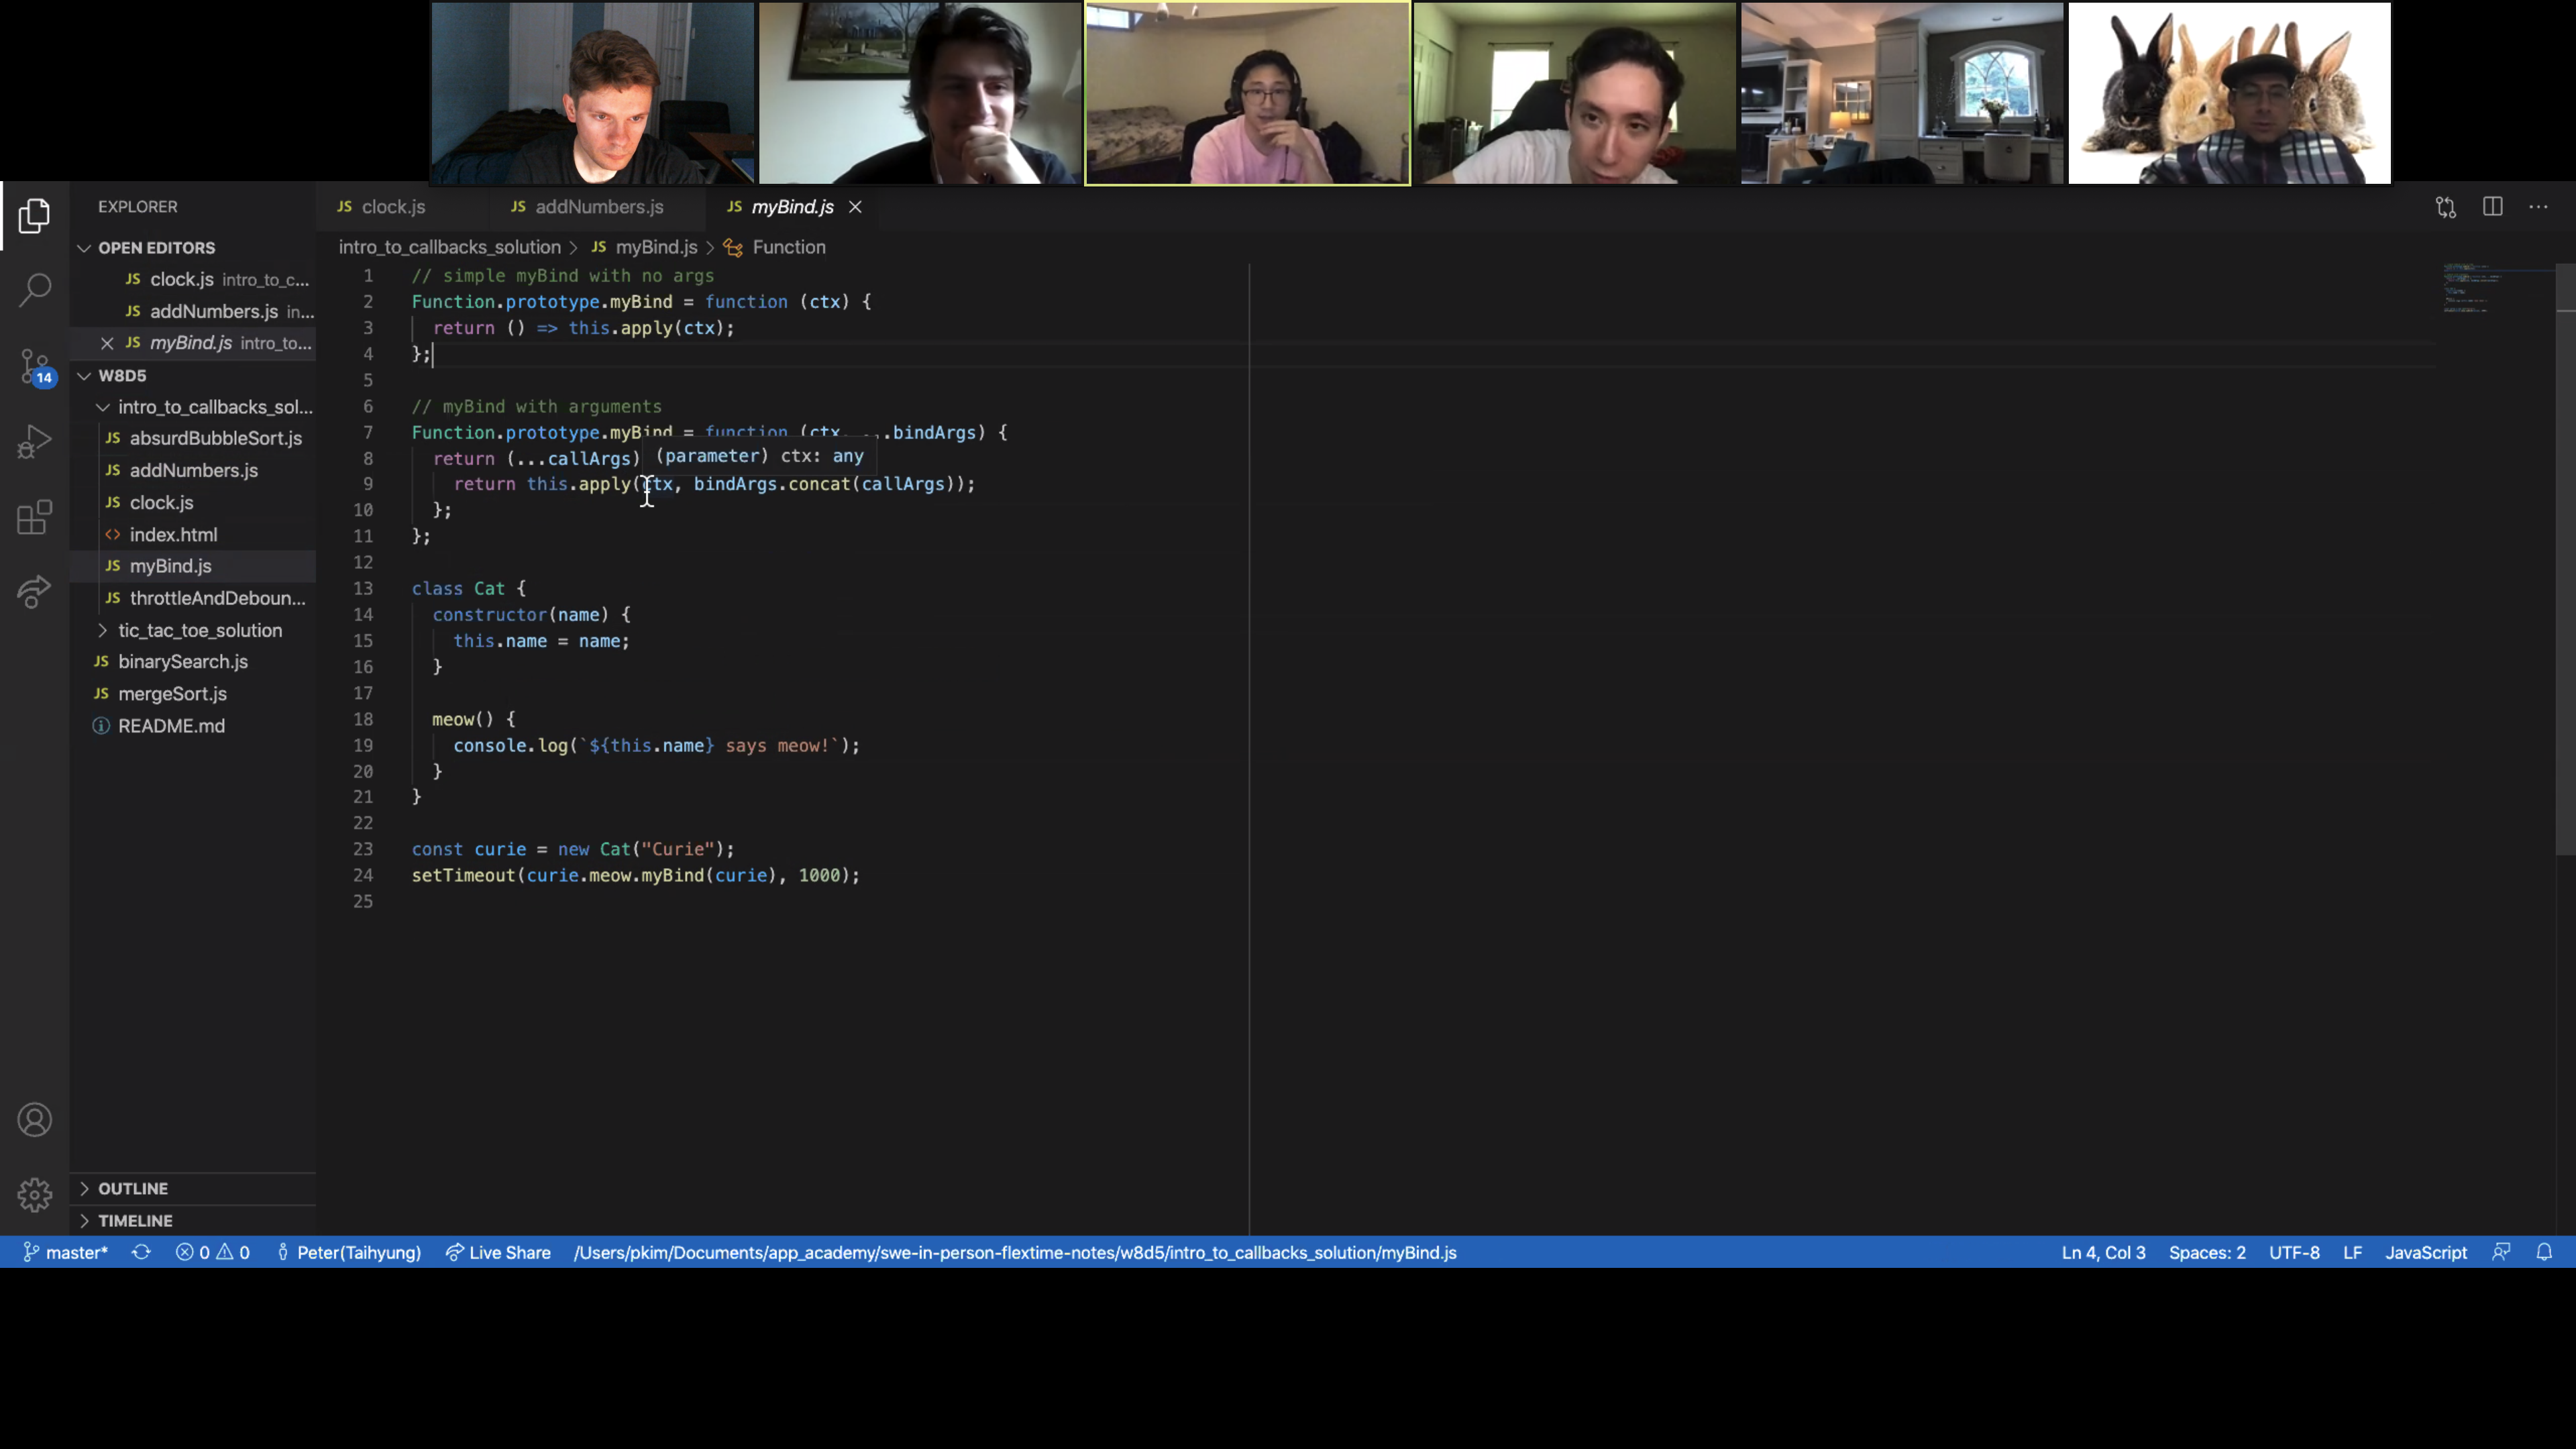 EXPLORER
JS clock.js JS addNumbers.js JS myBind.js
OPEN EDITORS
intro_to_callbacks_solution > JS myBind.js > Function
JS clock.js intro_to_c...
JS addNumbers.js in...
JS myBind.js intro_to...
14
W8D5
intro_to_callbacks_sol...
JS absurdBubbleSort.js
JS addNumbers.js
JS clock.js
<> index.html
JS myBind.js
JS throttleAndDeboun...
tic_tac_toe_solution
JS binarySearch.js
JS mergeSort.js
README.md
OUTLINE
TIMELINE
1 // simple myBind with no args
2 Function.prototype.myBind = function (ctx) {
3 return () => this.apply(ctx);
4 };
5
6 // myBind with arguments
7 Function.prototype.myBind = function (ctx, ...bindArgs) {
8 return (...callArgs) (parameter) ctx: any
9 return this.apply(ctx, bindArgs.concat(callArgs));
10 };
11 };
12
13 class Cat {
14 constructor(name) {
15 this.name = name;
16 }
17
18 meow() {
19 console.log(`${this.name} says meow!`);
20 }
21 }
22
23 const curie = new Cat("Curie");
24 setTimeout(curie.meow.myBind(curie), 1000);
25
master* 0 0 Peter(Taihyung) Live Share /Users/pkim/Documents/app_academy/swe-in-person-flextime-notes/w8d5/intro_to_callbacks_solution/myBind.js Ln 4, Col 3 Spaces: 2 UTF-8 LF JavaScript